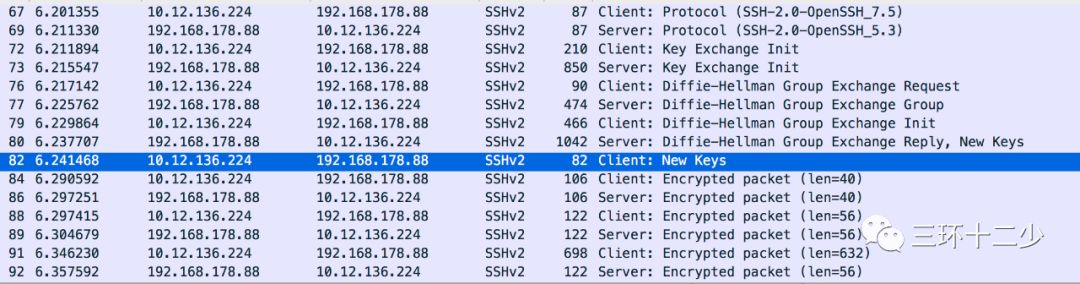 67 6.201355 10.12.136.224 192.168.178.88 SSHv2 87 Client: Protocol (SSH-2.0-OpenSSH_7.5)
69 6.211330 192.168.178.88 10.12.136.224 SSHv2 87 Server: Protocol (SSH-2.0-OpenSSH_5.3)
72 6.211894 10.12.136.224 192.168.178.88 SSHv2 210 Client: Key Exchange Init
73 6.215547 192.168.178.88 10.12.136.224 SSHv2 850 Server: Key Exchange Init
76 6.217142 10.12.136.224 192.168.178.88 SSHv2 90 Client: Diffie-Hellman Group Exchange Request
77 6.225762 192.168.178.88 10.12.136.224 SSHv2 474 Server: Diffie-Hellman Group Exchange Group
79 6.229864 10.12.136.224 192.168.178.88 SSHv2 466 Client: Diffie-Hellman Group Exchange Init
80 6.237707 192.168.178.88 10.12.136.224 SSHv2 1042 Server: Diffie-Hellman Group Exchange Reply, New Keys
82 6.241468 10.12.136.224 192.168.178.88 SSHv2 82 Client: New Keys
84 6.290592 10.12.136.224 192.168.178.88 SSHv2 106 Client: Encrypted packet (len=40)
86 6.297251 192.168.178.88 10.12.136.224 SSHv2 106 Server: Encrypted packet (len=40)
88 6.297415 10.12.136.224 192.168.178.88 SSHv2 122 Client: Encrypted packet (len=56)
89 6.304679 192.168.178.88 10.12.136.224 SSHv2 122 Server: Encrypted packet (len=56)
91 6.346230 10.12.136.224 192.168.178.88 SSHv2 698 Client: Encrypted packet (len=632)
92 6.357592 192.168.178.88 10.12.136.224 SSHv2 122 Server: Encrypted packet (len=56)
三环十二少